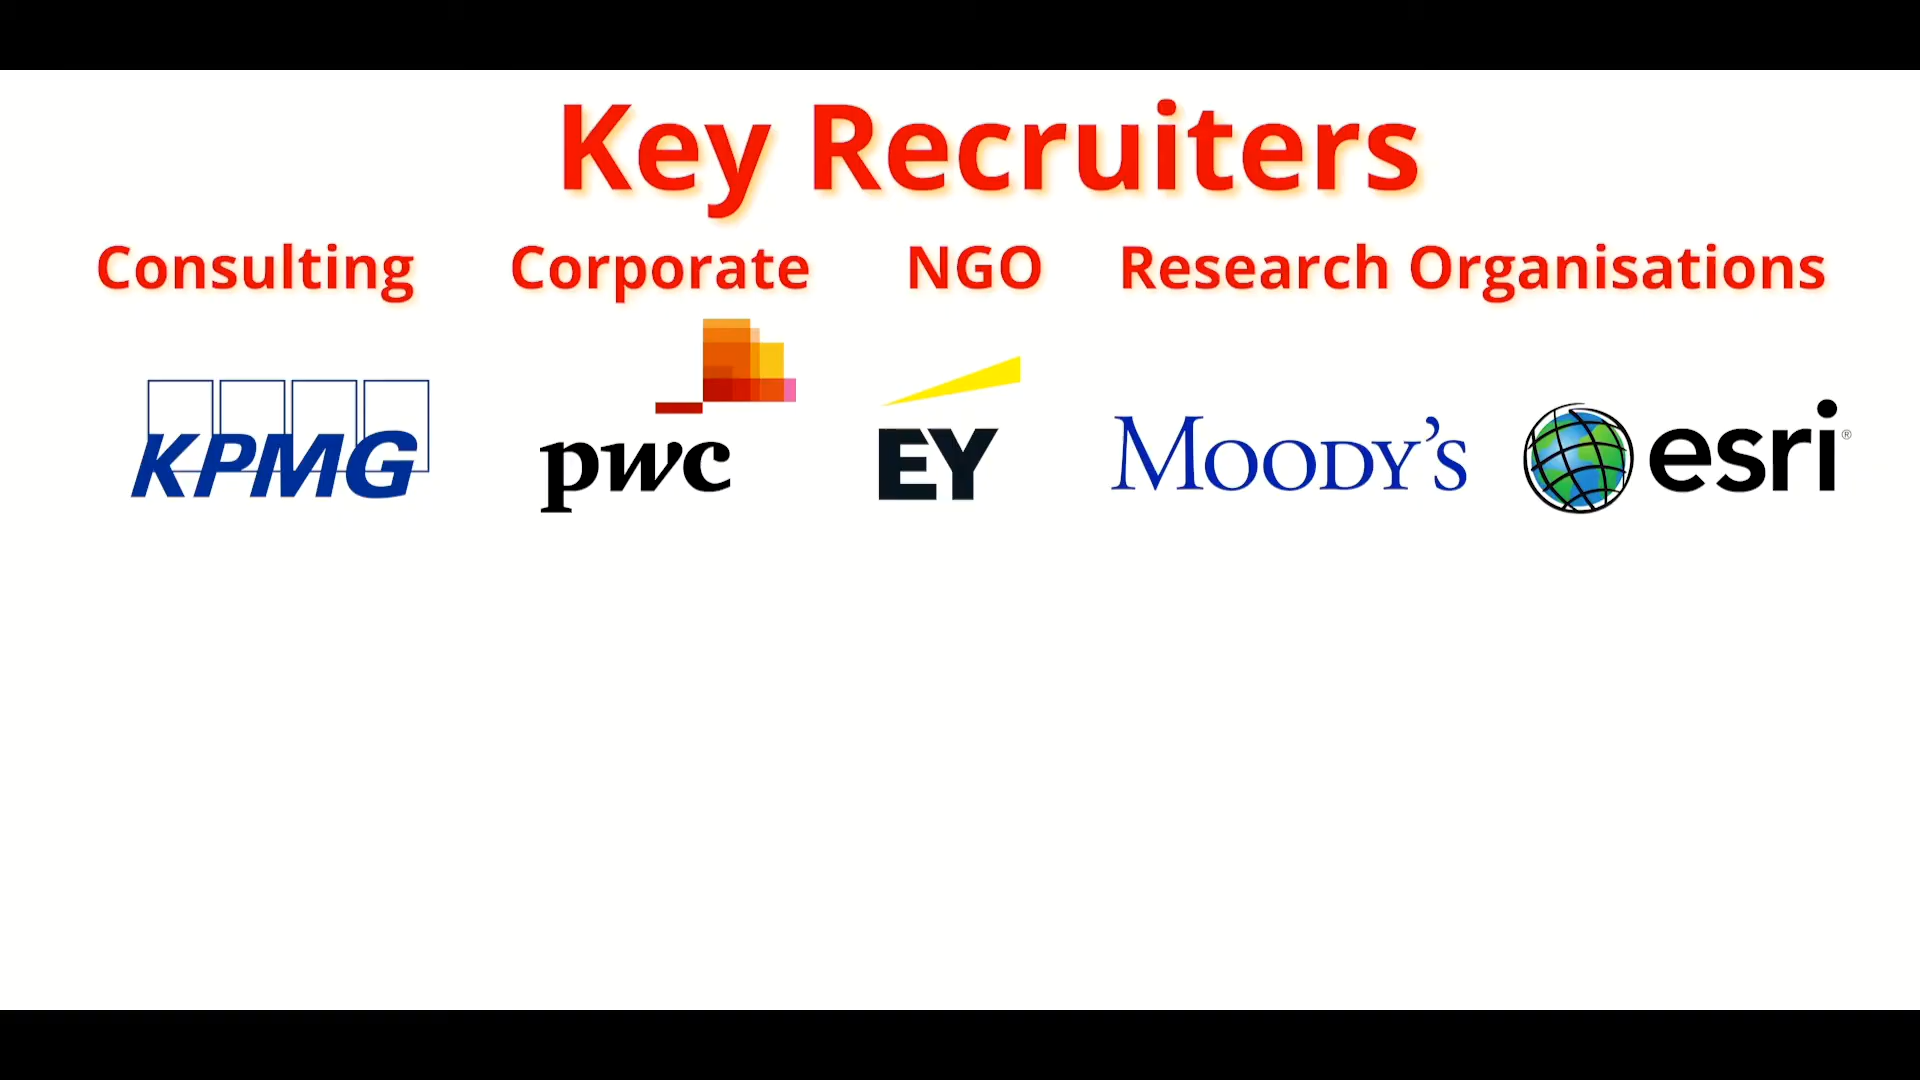 Key Recruiters
Consulting Corporate NGO Research Organisations
KPMG pwc EY MOODY'S esri®